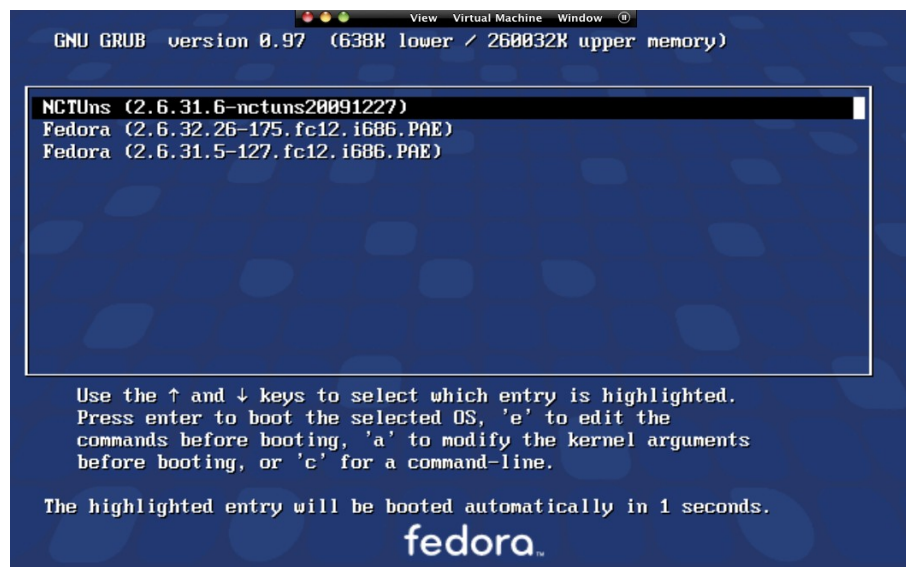 View Virtual Machine Window
GNU GRUB version 0.97 (638K lower / 260032K upper memory)
NCTUns (2.6.31.6-nctuns20091227)
Fedora (2.6.32.26-175.fc12.i686.PAE)
Fedora (2.6.31.5-127.fc12.i686.PAE)
Use the ↑ and ↓ keys to select which entry is highlighted.
Press enter to boot the selected OS, 'e' to edit the
commands before booting, 'a' to modify the kernel arguments
before booting, or 'c' for a command-line.
The highlighted entry will be booted automatically in 1 seconds.
fedora™